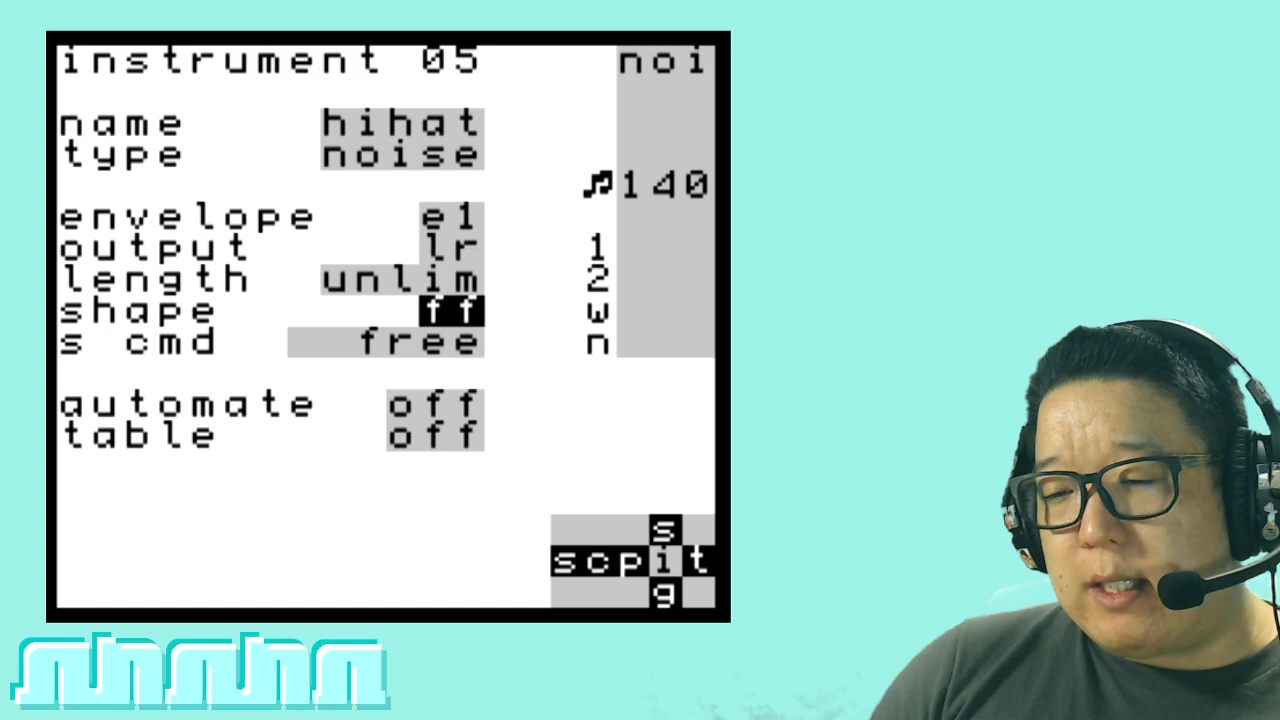 instrument 05 noi
name hihat
type noise
♫140
envelope e1
output lr 1
length unlim 2
shape ff w
s cmd free n
automate off
table off
s
scpit
g